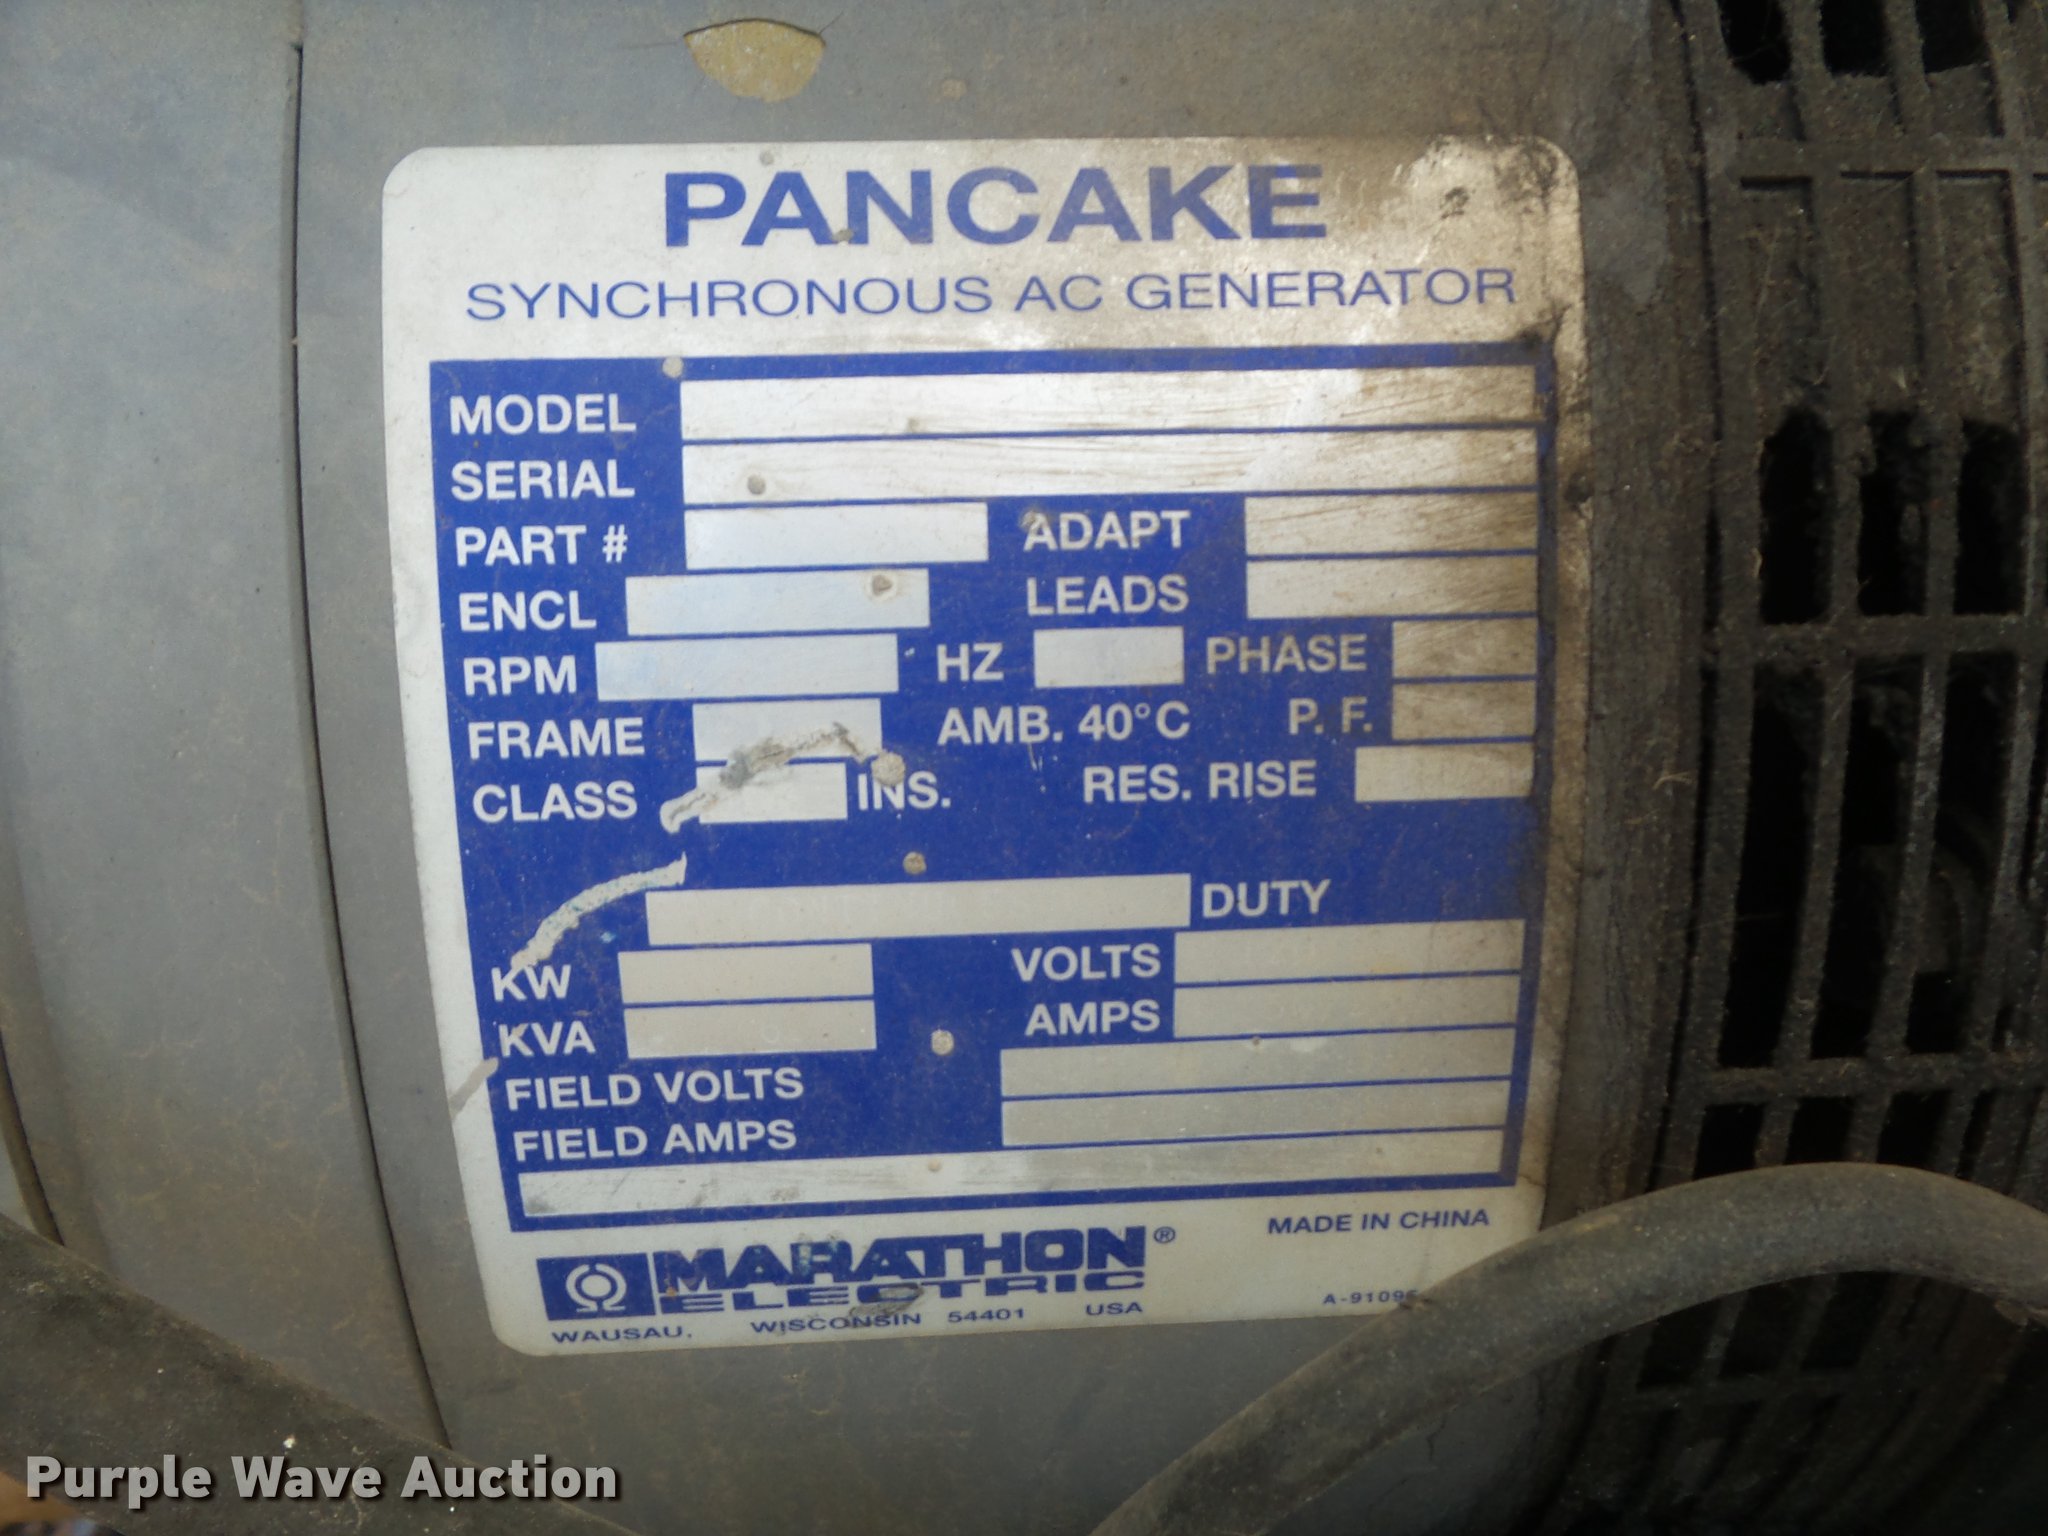 PANCAKE
SYNCHRONOUS AC GENERATOR
MODEL
SERIAL
PART # ADAPT
ENCL LEADS
RPM HZ PHASE
FRAME AMB. 40°C P. F.
CLASS INS. RES. RISE
DUTY
KW VOLTS
KVA AMPS
FIELD VOLTS
FIELD AMPS
MARATHON®
ELECTRIC
MADE IN CHINA
WAUSAU, WISCONSIN 54401 USA
Purple Wave Auction